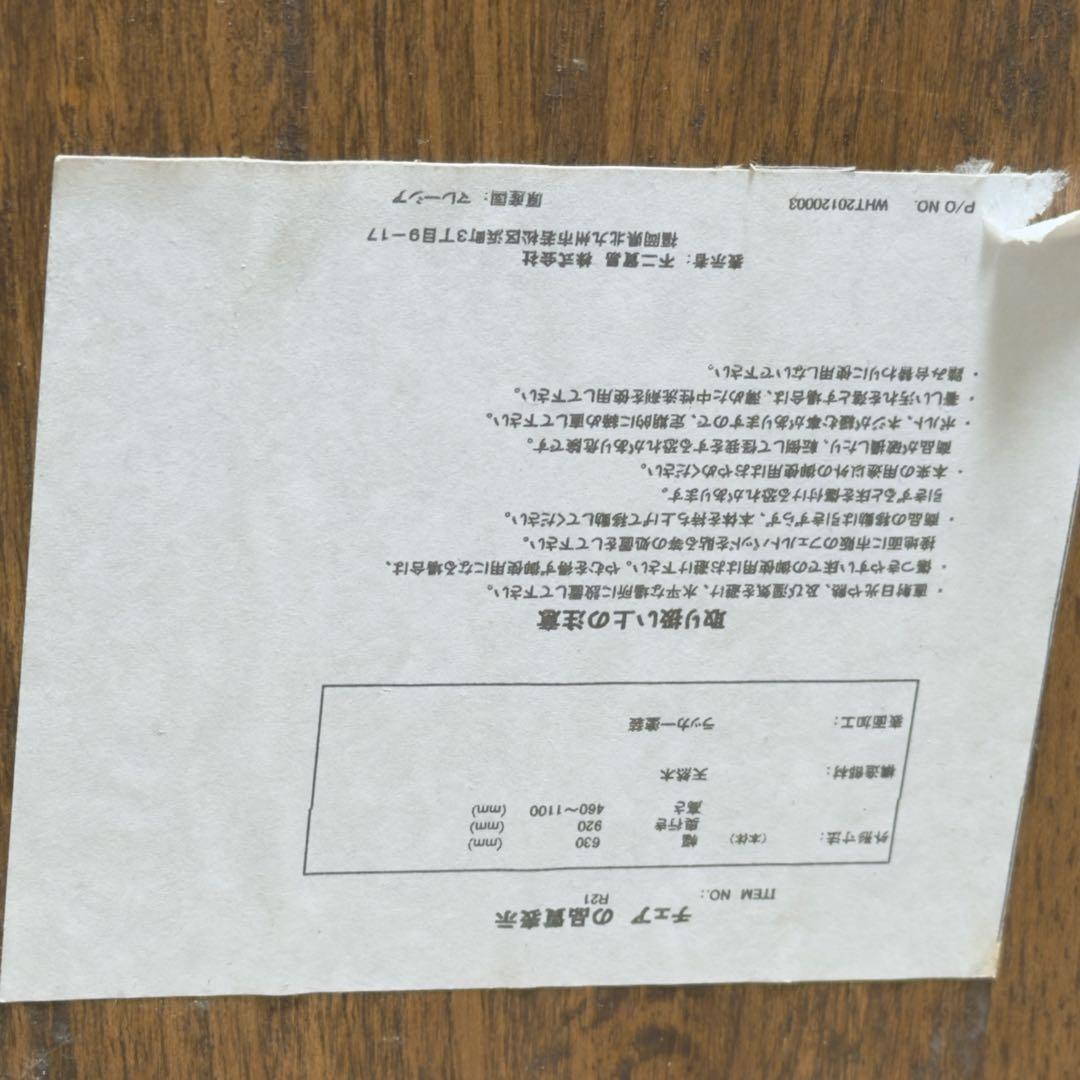 チェア の品質表示
ITEM NO.: R21
外形寸法: (本体) 幅 630 (mm)
奥行き 920 (mm)
高さ 460～1100 (mm)
構造部材: 天然木
表面加工: ラッカー塗装
取り扱い上の注意
・直射日光や熱、及び湿気を避け、水平な場所に設置して下さい。
・傷つきやすい床での御使用はお避け下さい。やむを得ず御使用になる場合は、
接地面に市販のフェルトパッドを貼る等の処置をして下さい。
・商品の移動は引きずらず、本体を持ち上げて移動してください。
引きずると床を傷付ける恐れがあります。
・本来の用途以外の御使用はおやめください。
商品が破損したり、転倒して怪我をする恐れがあり危険です。
・ボルト、ネジが緩む事がありますので、定期的に締め直して下さい。
・著しい汚れを落とす場合は、薄めた中性洗剤を使用して下さい。
・踏み台替わりに使用しないで下さい。
表示者: 不二貿易 株式会社
福岡県北九州市若松区浜町3丁目9－17
P/O NO. WHT20120003 原産国: マレーシア